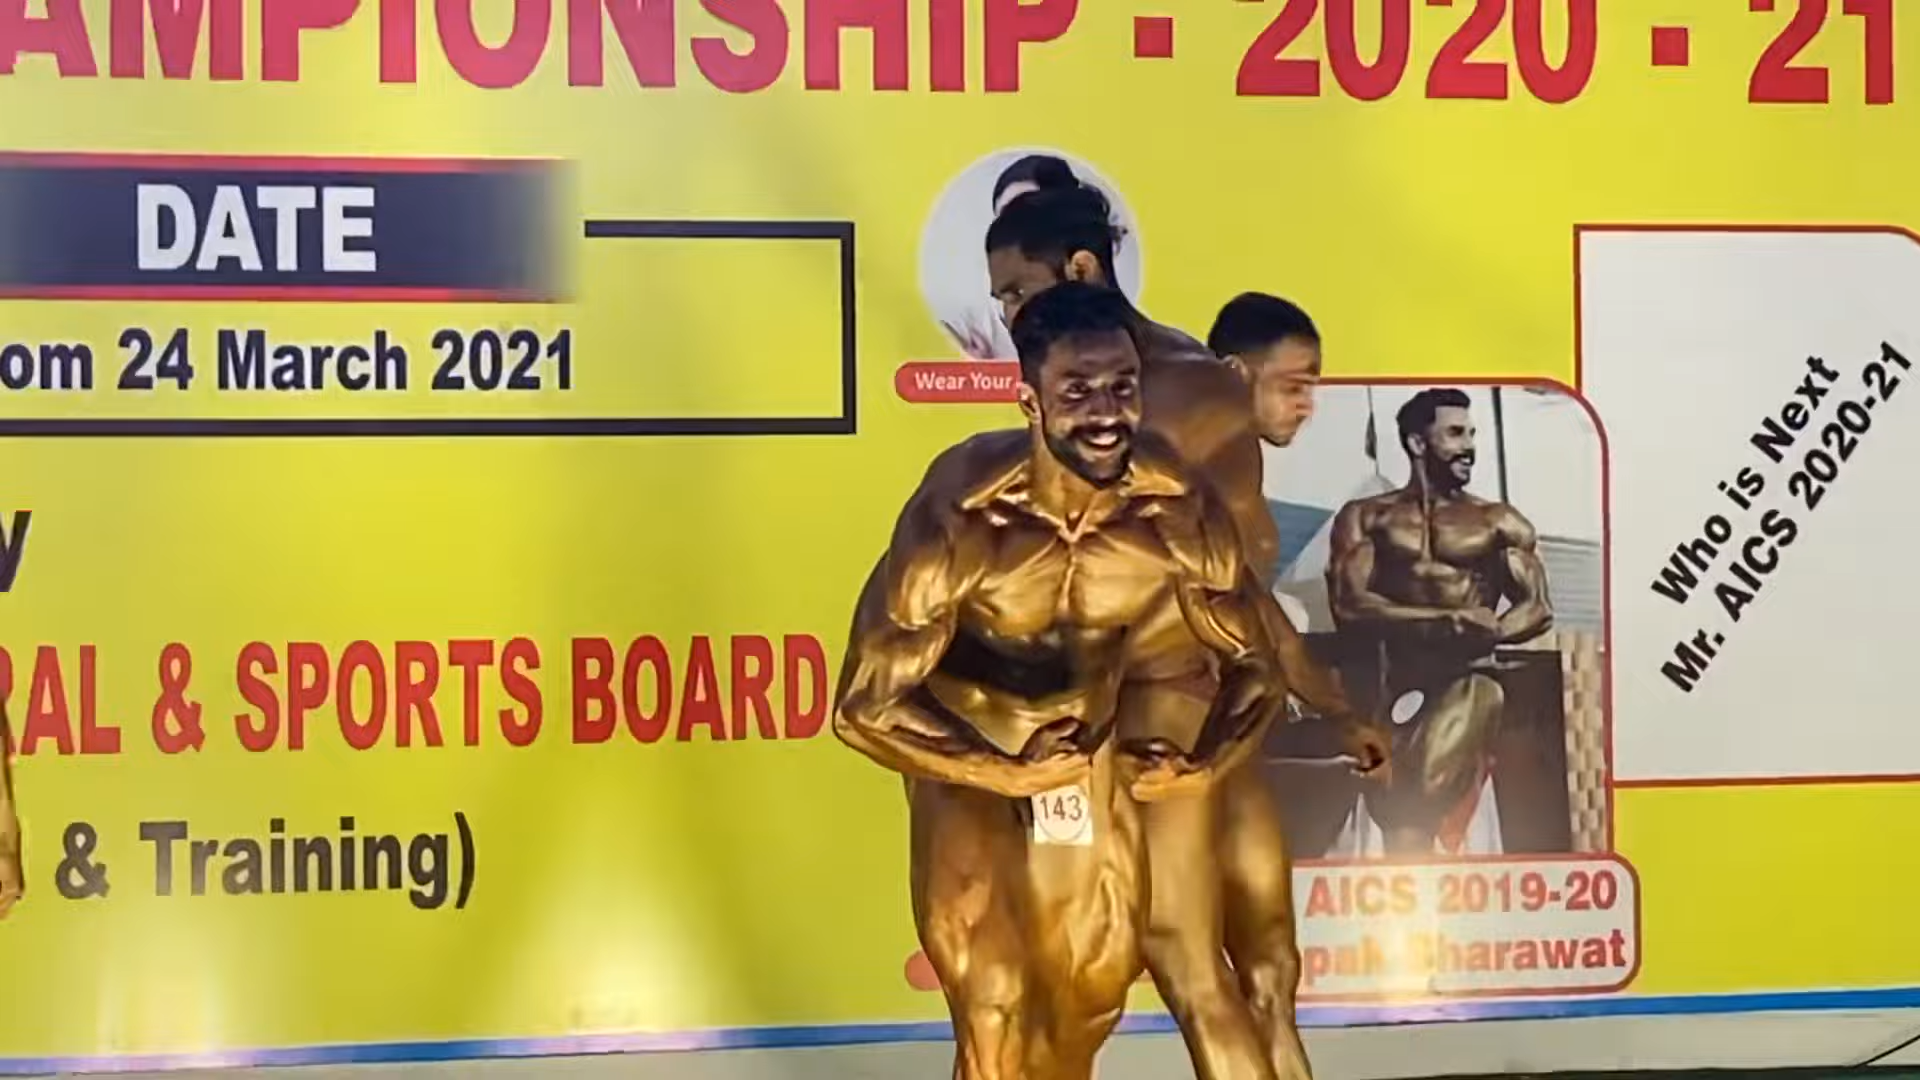 AMPIONSHIP - 2020 - 21
DATE
om 24 March 2021
Wear Your
Who is Next
Mr. AICS 2020-21
y
RAL & SPORTS BOARD
& Training)
143
AICS 2019-20
pak Bharawat